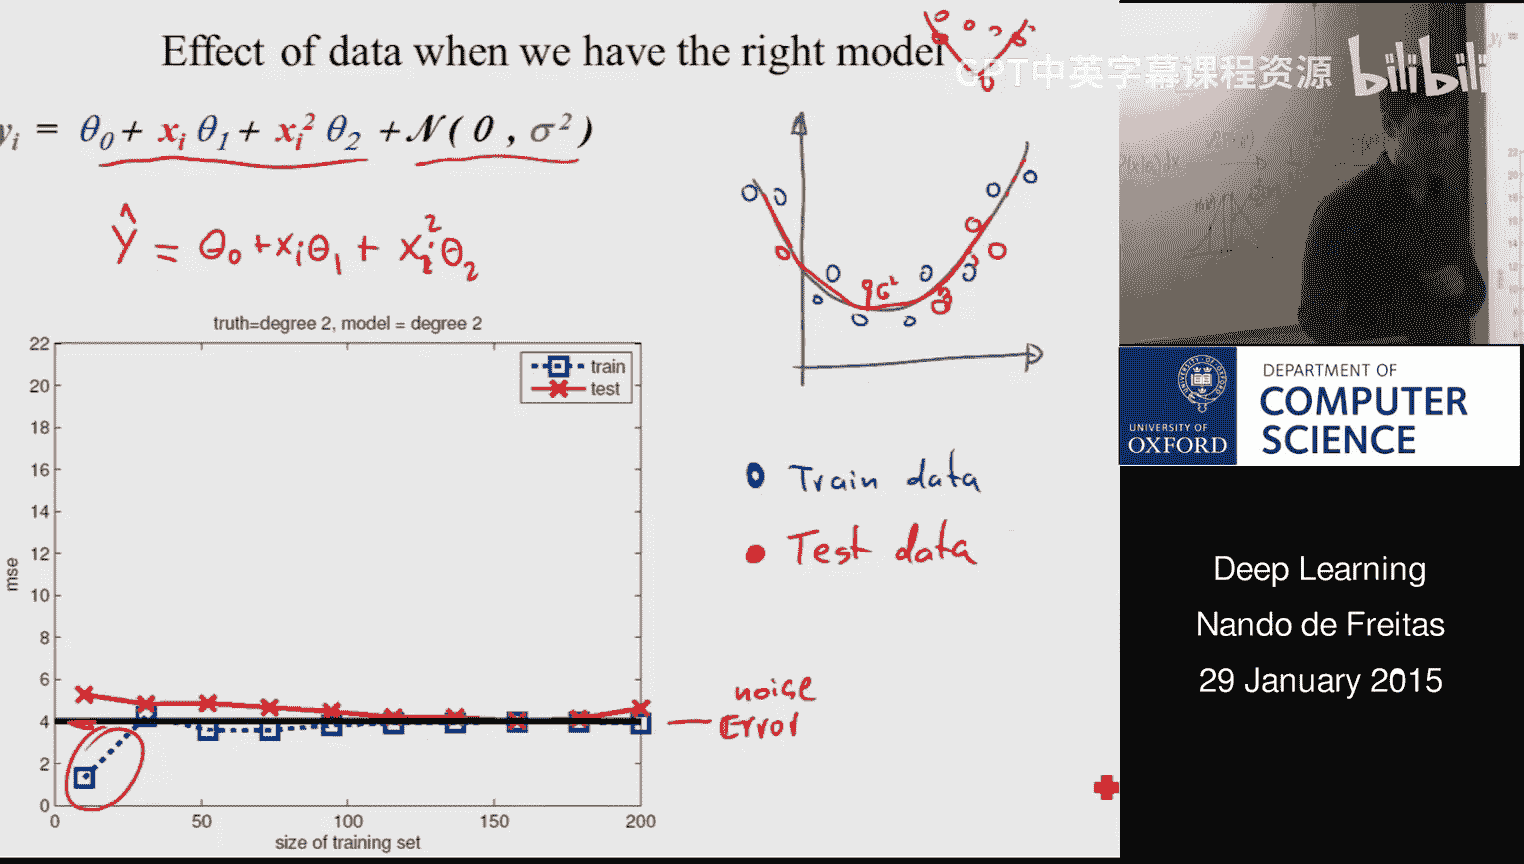 Effect of data when we have the right model
GPT中英字幕课程资源 bilibili
yᵢ = θ₀ + xᵢ θ₁ + xᵢ² θ₂ + 𝒩 ( 0 , σ² )
Ŷ = θ₀ + xᵢθ₁ + xᵢ²θ₂
σ²
truth=degree 2, model = degree 2
22
20
18
16
14
12
10
8
6
4
2
0
mse
train
test
0 50 100 150 200
size of training set
noise
Error
Train data
Test data
UNIVERSITY OF
OXFORD
DEPARTMENT OF
COMPUTER
SCIENCE
Deep Learning
Nando de Freitas
29 January 2015